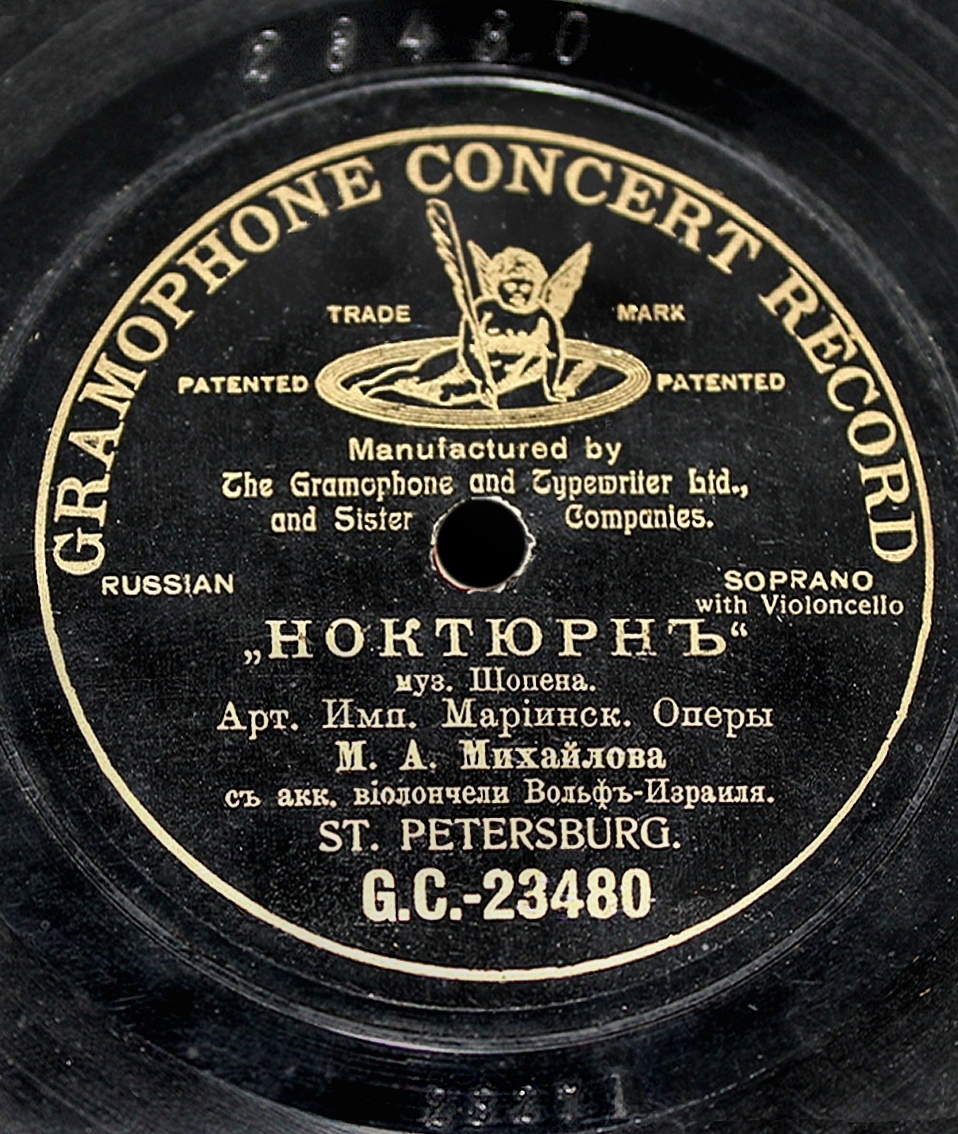 23480
GRAMOPHONE CONCERT RECORD
TRADE MARK
PATENTED PATENTED
Manufactured by
The Gramophone and Typewriter Ltd.,
and Sister Companies.
RUSSIAN
SOPRANO
with Violoncello
„НОКТЮРНЪ“
муз. Шопена.
Арт. Имп. Маріинск. Оперы
М. А. Михайлова
съ акк. віолончели Вольфъ-Израиля.
ST. PETERSBURG.
G.C.-23480